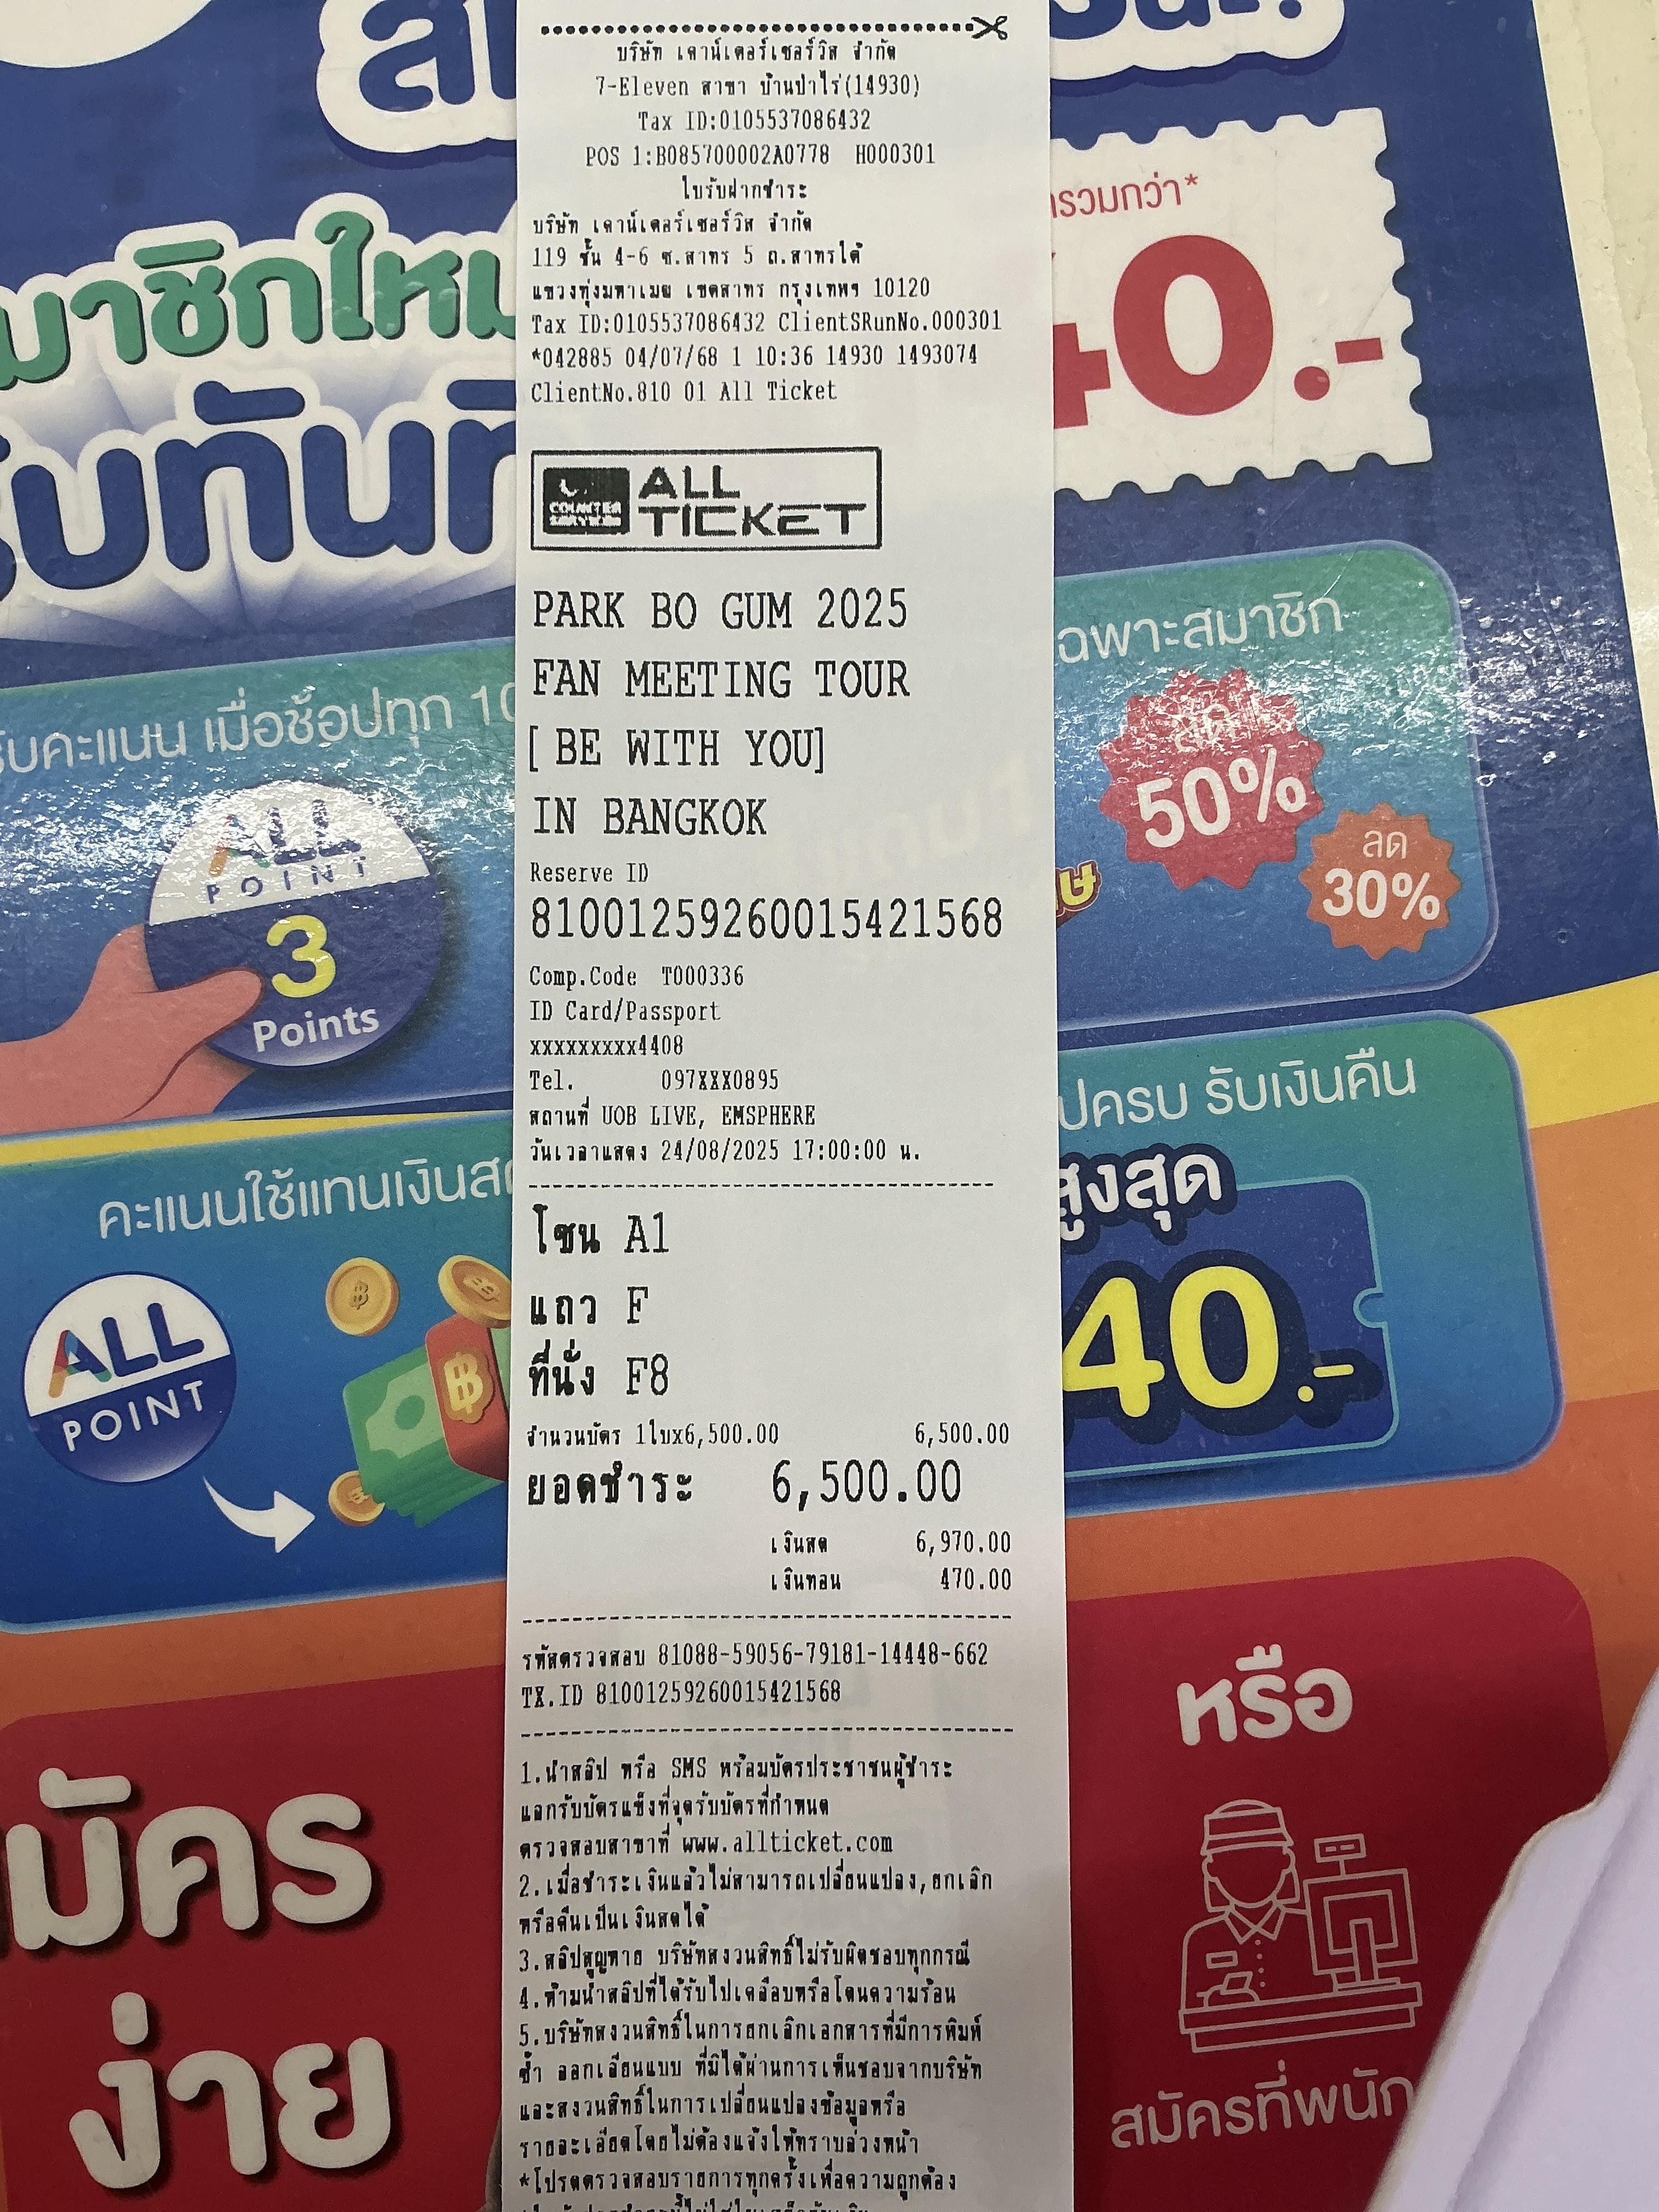 บริษัท เคาน์เตอร์เซอร์วิส จำกัด
7-Eleven สาขา บ้านป่าไร่(14930)
Tax ID:0105537086432
POS 1:B085700002A0778 H000301
ใบรับฝากชำระ
บริษัท เคาน์เตอร์เซอร์วิส จำกัด
119 ชั้น 4-6 ซ.สาทร 5 ถ.สาทรใต้
แขวงทุ่งมหาเมฆ เขตสาทร กรุงเทพฯ 10120
Tax ID:0105537086432 ClientSRunNo.000301
*042885 04/07/68 1 10:36 14930 1493074
ClientNo.810 01 All Ticket
COUNTER SERVICE
ALL TICKET
PARK BO GUM 2025
FAN MEETING TOUR
[ BE WITH YOU]
IN BANGKOK
Reserve ID
81001259260015421568
Comp.Code T000336
ID Card/Passport
xxxxxxxxx4408
Tel. 097XXX0895
สถานที่ UOB LIVE, EMSPHERE
วันเวลาแสดง 24/08/2025 17:00:00 น.
โซน A1
แถว F
ที่นั่ง F8
จำนวนบัตร 1ใบx6,500.00 6,500.00
ยอดชำระ 6,500.00
เงินสด 6,970.00
เงินทอน 470.00
รหัสตรวจสอบ 81088-59056-79181-14448-662
TX.ID 81001259260015421568
1.นำสลิป หรือ SMS พร้อมบัตรประชาชนผู้ชำระ
แลกรับบัตรแข็งที่จุดรับบัตรที่กำหนด
ตรวจสอบสาขาที่ www.allticket.com
2.เมื่อชำระเงินแล้วไม่สามารถเปลี่ยนแปลง,ยกเลิก
หรือคืนเป็นเงินสดได้
3.สลิปสูญหาย บริษัทสงวนสิทธิ์ไม่รับผิดชอบทุกกรณี
4.ห้ามนำสลิปที่ได้รับไปเคลือบหรือโดนความร้อน
5.บริษัทสงวนสิทธิ์ในการยกเลิกเอกสารที่มีการพิมพ์
ซ้ำ ลอกเลียนแบบ ที่มิได้ผ่านการเห็นชอบจากบริษัท
และสงวนสิทธิ์ในการเปลี่ยนแปลงข้อมูลหรือ
รายละเอียดโดยไม่ต้องแจ้งให้ทราบล่วงหน้า
*โปรดตรวจสอบรายการทุกครั้งเพื่อความถูกต้อง
มาชิกใหม่
รับทันที
รับคะแนน เมื่อช้อปทุก 10
ALL POINT
3
Points
คะแนนใช้แทนเงินสด
ALL POINT
มัคร
ง่าย
รวมกว่า*
40.-
ฉพาะสมาชิก
ลด
50%
ลด
30%
ปครบ รับเงินคืน
สูงสุด
40.-
หรือ
สมัครที่พนัก